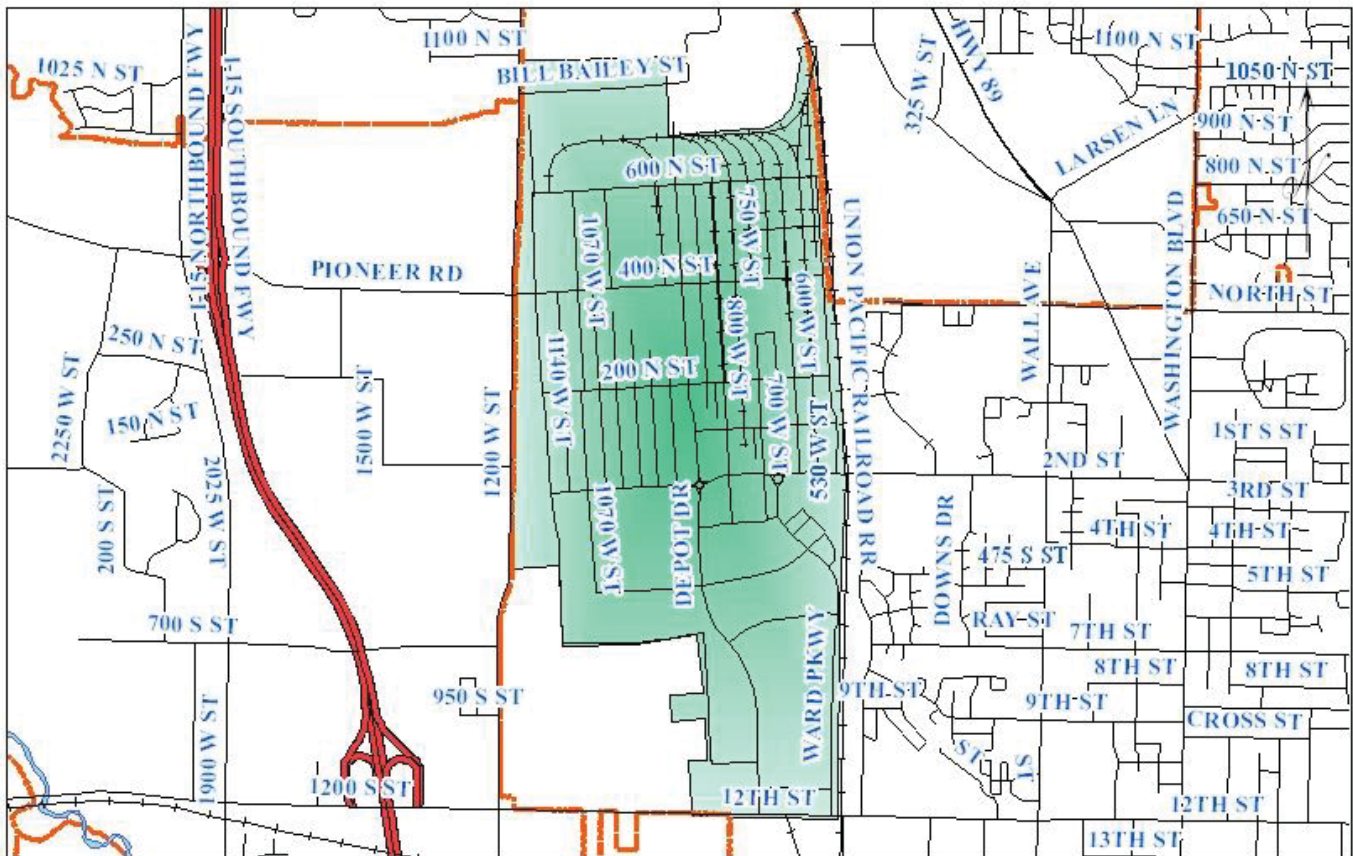 1100 N ST
1025 N ST
I-15 NORTHBOUND FWY
I-15 SOUTHBOUND FWY
BILL BAILEY ST
325 W ST
HWY 89
1100 N ST
1050 N ST
900 N ST
LARSEN LN
800 N ST
650 N ST
600 N ST
750 W ST
1070 W ST
400 N ST
PIONEER RD
600 W ST
UNION PACIFIC RAILROAD RR
WALL AVE
WASHINGTON BLVD
NORTH ST
250 N ST
800 W ST
1140 W ST
200 N ST
2250 W ST
150 N ST
1500 W ST
1200 W ST
700 W ST
530 W ST
1ST S ST
2ND ST
3RD ST
200 S ST
2025 W ST
1070 W ST
DEPOT DR
DOWNS DR
4TH ST
4TH ST
475 S ST
5TH ST
700 S ST
RAY ST
7TH ST
8TH ST
8TH ST
950 S ST
WARD PKWY
9TH ST
9TH ST
CROSS ST
1900 W ST
ST
ST
1200 S ST
12TH ST
12TH ST
13TH ST